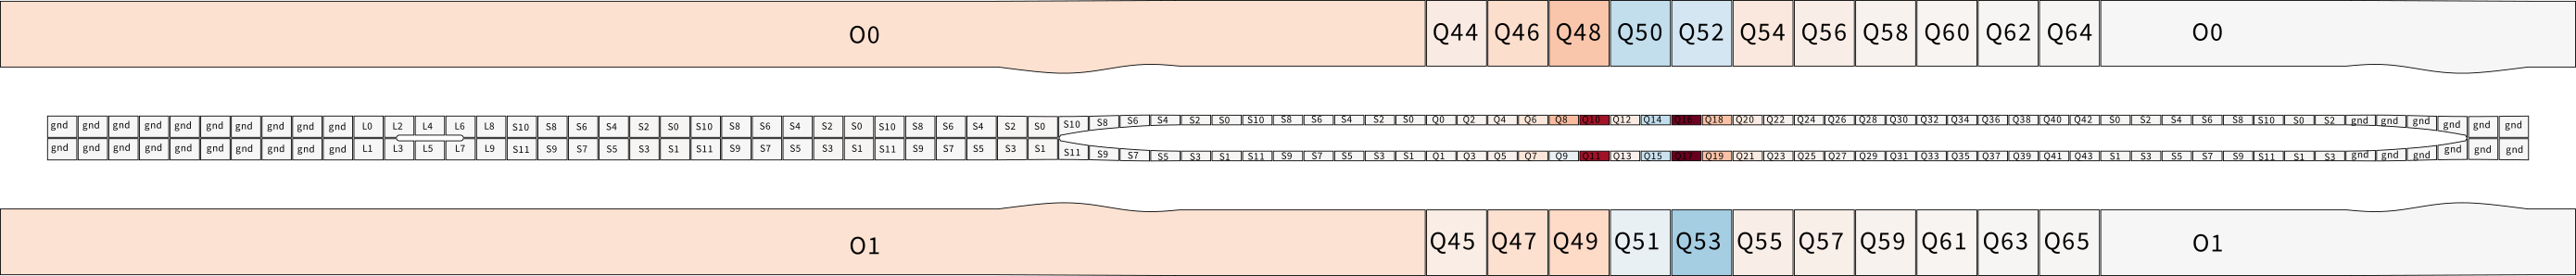 O0 Q44 Q46 Q48 Q50 Q52 Q54 Q56 Q58 Q60 Q62 Q64 O0
gnd gnd gnd gnd gnd gnd gnd gnd gnd gnd L0 L2 L4 L6 L8 S10 S8 S6 S4 S2 S0 S10 S8 S6 S4 S2 S0 S10 S8 S6 S4 S2 S0 S10 S8 S6 S4 S2 S0 S10 S8 S6 S4 S2 S0 Q0 Q2 Q4 Q6 Q8 Q10 Q12 Q14 Q16 Q18 Q20 Q22 Q24 Q26 Q28 Q30 Q32 Q34 Q36 Q38 Q40 Q42 S0 S2 S4 S6 S8 S10 S0 S2 gnd gnd gnd gnd gnd gnd
gnd gnd gnd gnd gnd gnd gnd gnd gnd gnd L1 L3 L5 L7 L9 S11 S9 S7 S5 S3 S1 S11 S9 S7 S5 S3 S1 S11 S9 S7 S5 S3 S1 S11 S9 S7 S5 S3 S1 S11 S9 S7 S5 S3 S1 Q1 Q3 Q5 Q7 Q9 Q11 Q13 Q15 Q17 Q19 Q21 Q23 Q25 Q27 Q29 Q31 Q33 Q35 Q37 Q39 Q41 Q43 S1 S3 S5 S7 S9 S11 S1 S3 gnd gnd gnd gnd gnd gnd
O1 Q45 Q47 Q49 Q51 Q53 Q55 Q57 Q59 Q61 Q63 Q65 O1